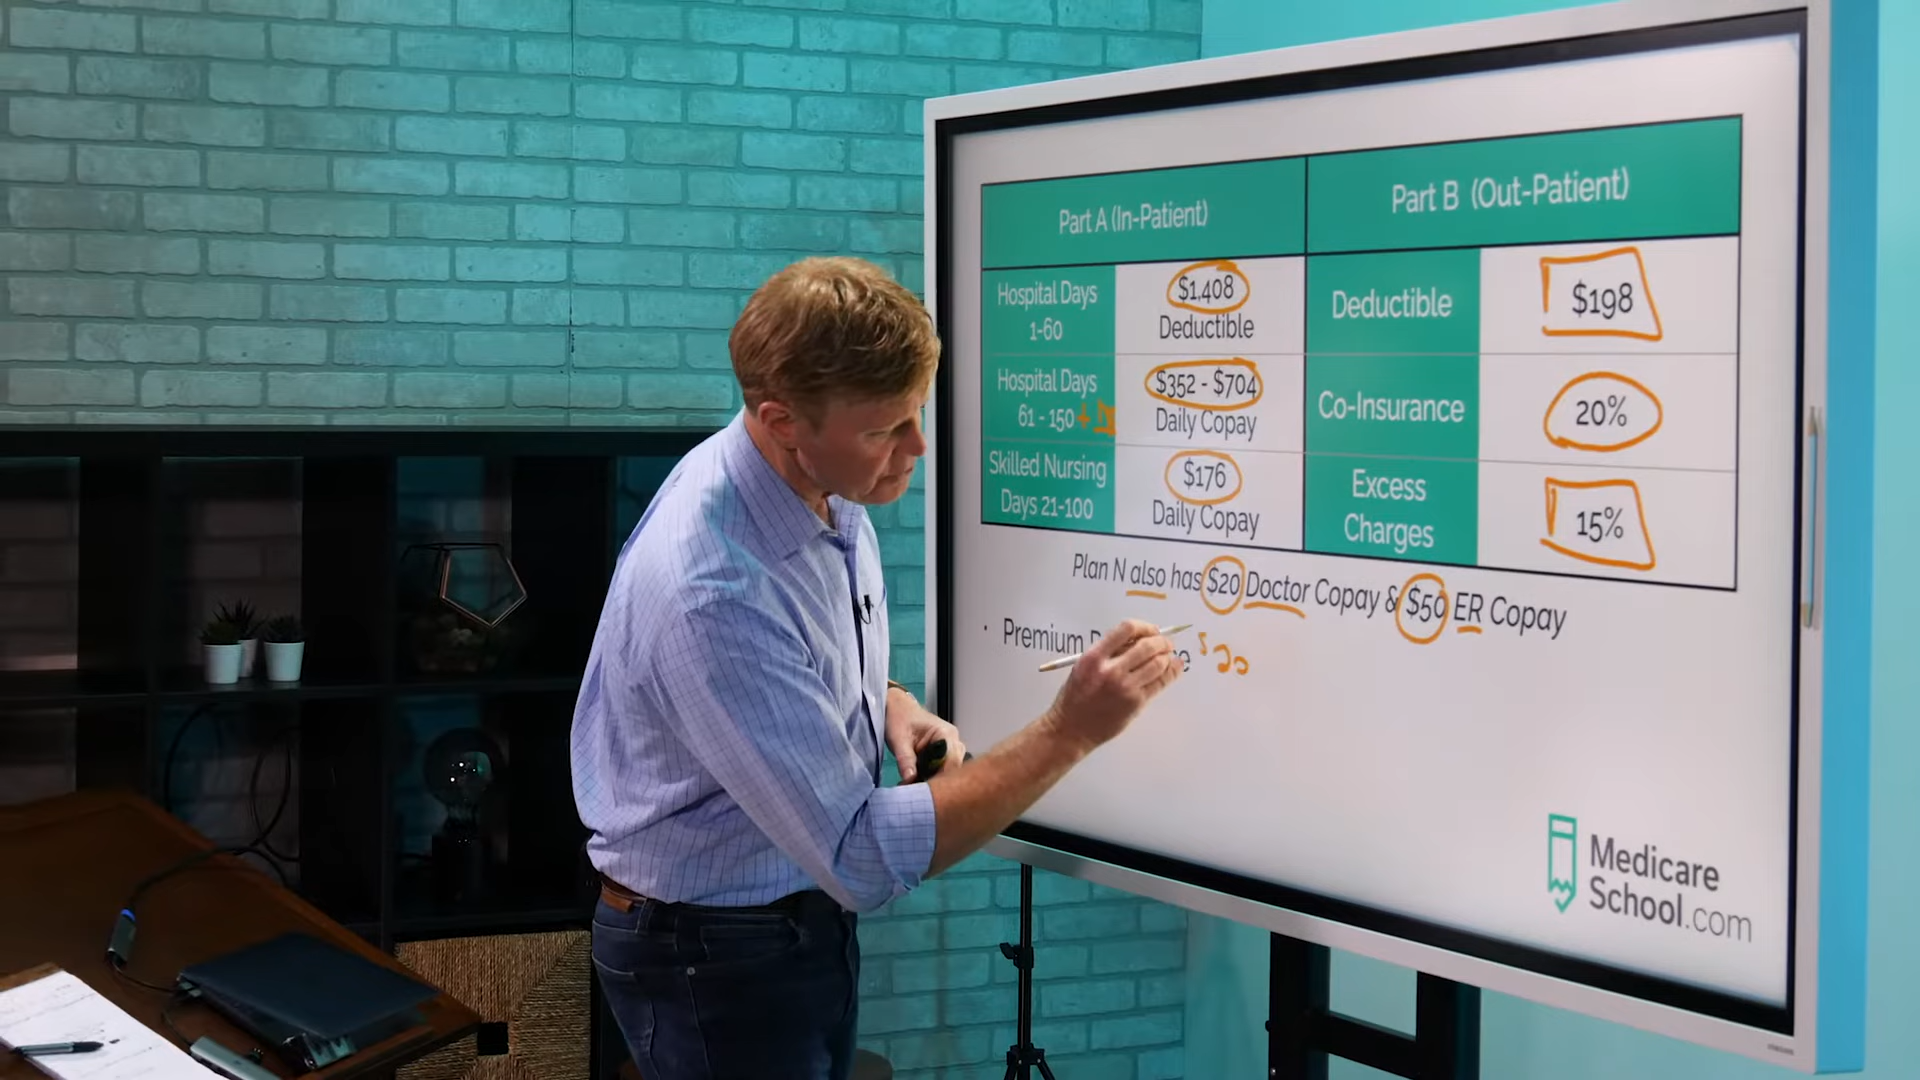 Part A (In-Patient)
Part B (Out-Patient)
Hospital Days
1-60
$1,408
Deductible
Deductible
$198
Hospital Days
61 - 150 +
$352 - $704
Daily Copay
Co-Insurance
20%
Skilled Nursing
Days 21-100
$176
Daily Copay
Excess
Charges
15%
Plan N also has $20 Doctor Copay & $50 ER Copay
· Premium $20
Medicare
School.com